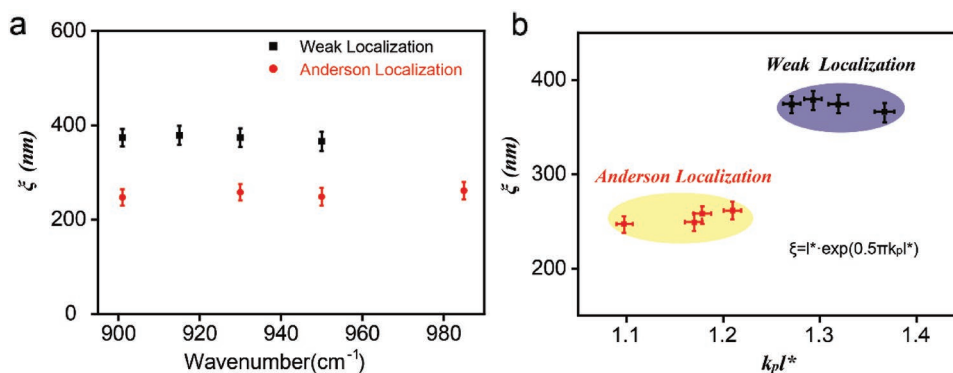 a
600
400
200
0
ξ (nm)
Weak Localization
Anderson Localization
900
920
940
960
980
Wavenumber(cm⁻¹)
b
400
300
200
ξ (nm)
Weak Localization
Anderson Localization
ξ=l*·exp(0.5πkₚl*)
1.1
1.2
1.3
1.4
kₚl*